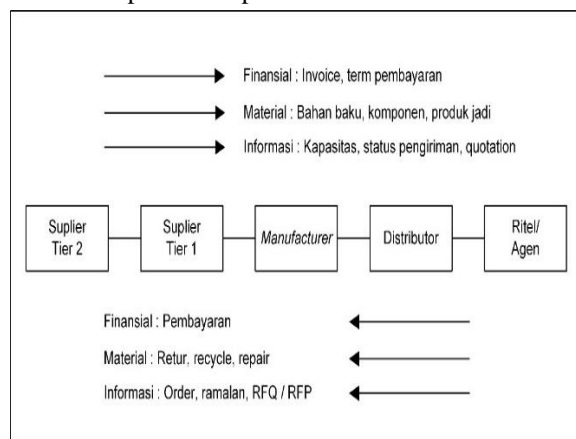 Finansial : Invoice, term pembayaran
Material : Bahan baku, komponen, produk jadi
Informasi : Kapasitas, status pengiriman, quotation
Suplier
Tier 2
Suplier
Tier 1
Manufacturer
Distributor
Ritel/
Agen
Finansial : Pembayaran
Material : Retur, recycle, repair
Informasi : Order, ramalan, RFQ / RFP